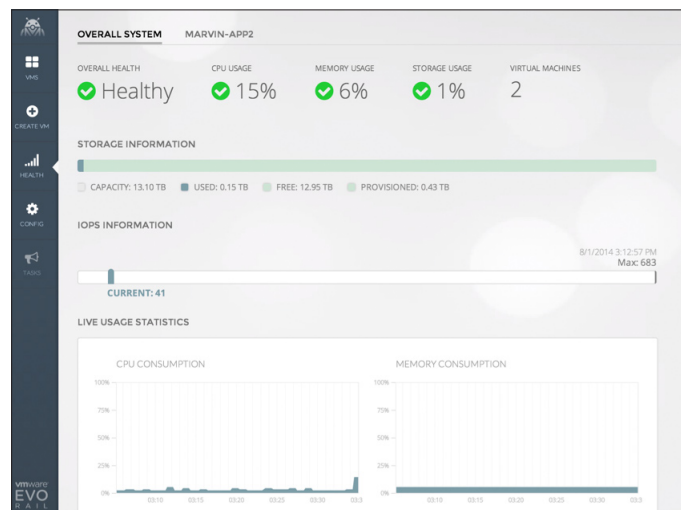 OVERALL SYSTEM MARVIN-APP2
OVERALL HEALTH CPU USAGE MEMORY USAGE STORAGE USAGE VIRTUAL MACHINES
Healthy 15% 6% 1% 2
VMS
CREATE VM
HEALTH
CONFIG
TASKS
STORAGE INFORMATION
CAPACITY: 13.10 TB USED: 0.15 TB FREE: 12.95 TB PROVISIONED: 0.43 TB
IOPS INFORMATION
8/1/2014 3:12:57 PM
Max: 683
CURRENT: 41
LIVE USAGE STATISTICS
CPU CONSUMPTION MEMORY CONSUMPTION
100% 100%
75% 75%
50% 50%
25% 25%
0% 0%
03:10 03:15 03:20 03:25 03:30 03:3 03:10 03:15 03:20 03:25 03:30 03:3
vmware
EVO
RAIL